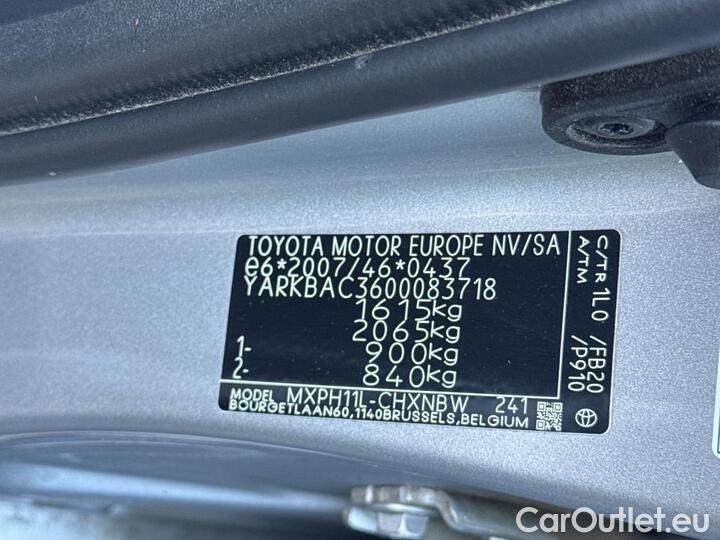 TOYOTA MOTOR EUROPE NV/SA
e6*2007/46*0437
YARKBAC3600083718
1615kg
2065kg
1- 900kg
2- 840kg
MODEL MXPH11L-CHXNBW 241
BOURGETLAAN60,1140BRUSSELS,BELGIUM
C/TR 1L0 /FB20
A/TM /P910
CarOutlet.eu